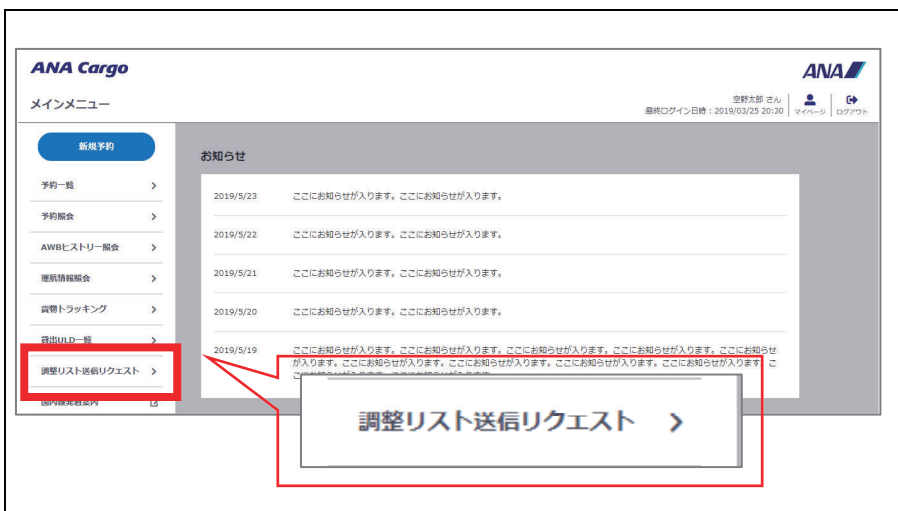 ANA Cargo
ANA
メインメニュー
空野太郎 さん
最終ログイン日時：2019/03/25 20:30
マイページ
ログアウト
新規予約
予約一覧
予約照会
AWBヒストリー照会
運航情報照会
貨物トラッキング
貸出ULD一覧
調整リスト送信リクエスト
国内線発着案内
お知らせ
2019/5/23 ここにお知らせが入ります。ここにお知らせが入ります。
2019/5/22 ここにお知らせが入ります。ここにお知らせが入ります。
2019/5/21 ここにお知らせが入ります。ここにお知らせが入ります。
2019/5/20 ここにお知らせが入ります。ここにお知らせが入ります。
2019/5/19 ここにお知らせが入ります。ここにお知らせが入ります。ここにお知らせが入ります。ここにお知らせが入ります。ここにお知らせ
が入ります。ここにお知らせが入ります。ここにお知らせが入ります。ここにお知らせが入ります。ここにお知らせが入ります。こ
調整リスト送信リクエスト